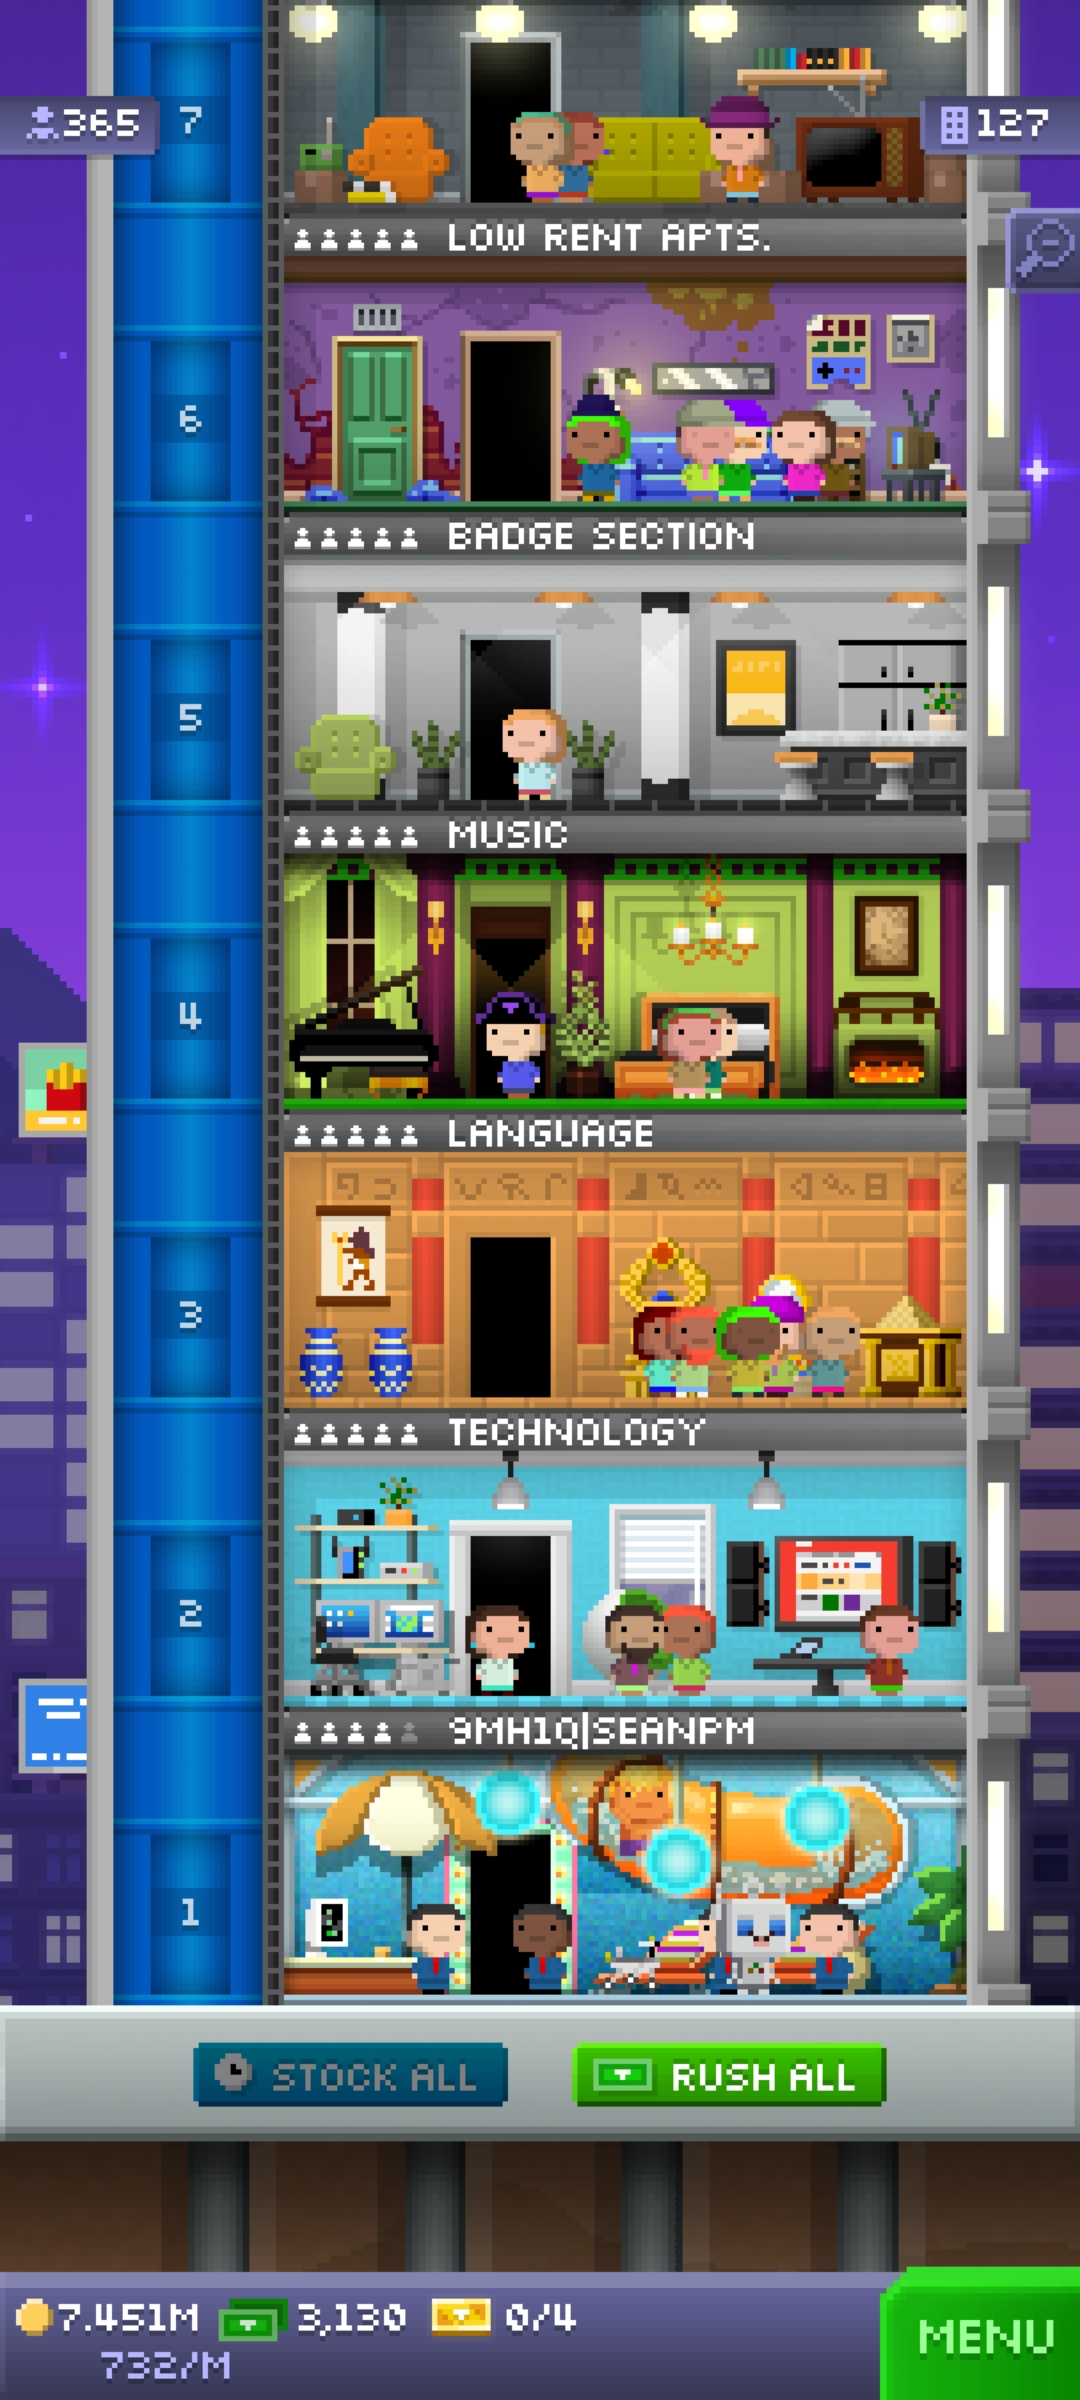 365
7
127
LOW RENT APTS.
6
BADGE SECTION
5
MUSIC
4
LANGUAGE
3
TECHNOLOGY
2
9MH1Q|SEANPM
1
STOCK ALL
RUSH ALL
7.451M
3,130
0/4
732/M
MENU